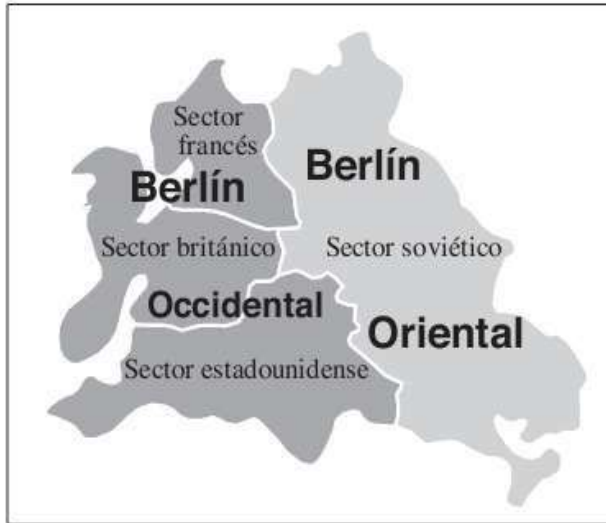 Sector
francés
Berlín
Sector británico
Occidental
Sector estadounidense
Berlín
Sector soviético
Oriental